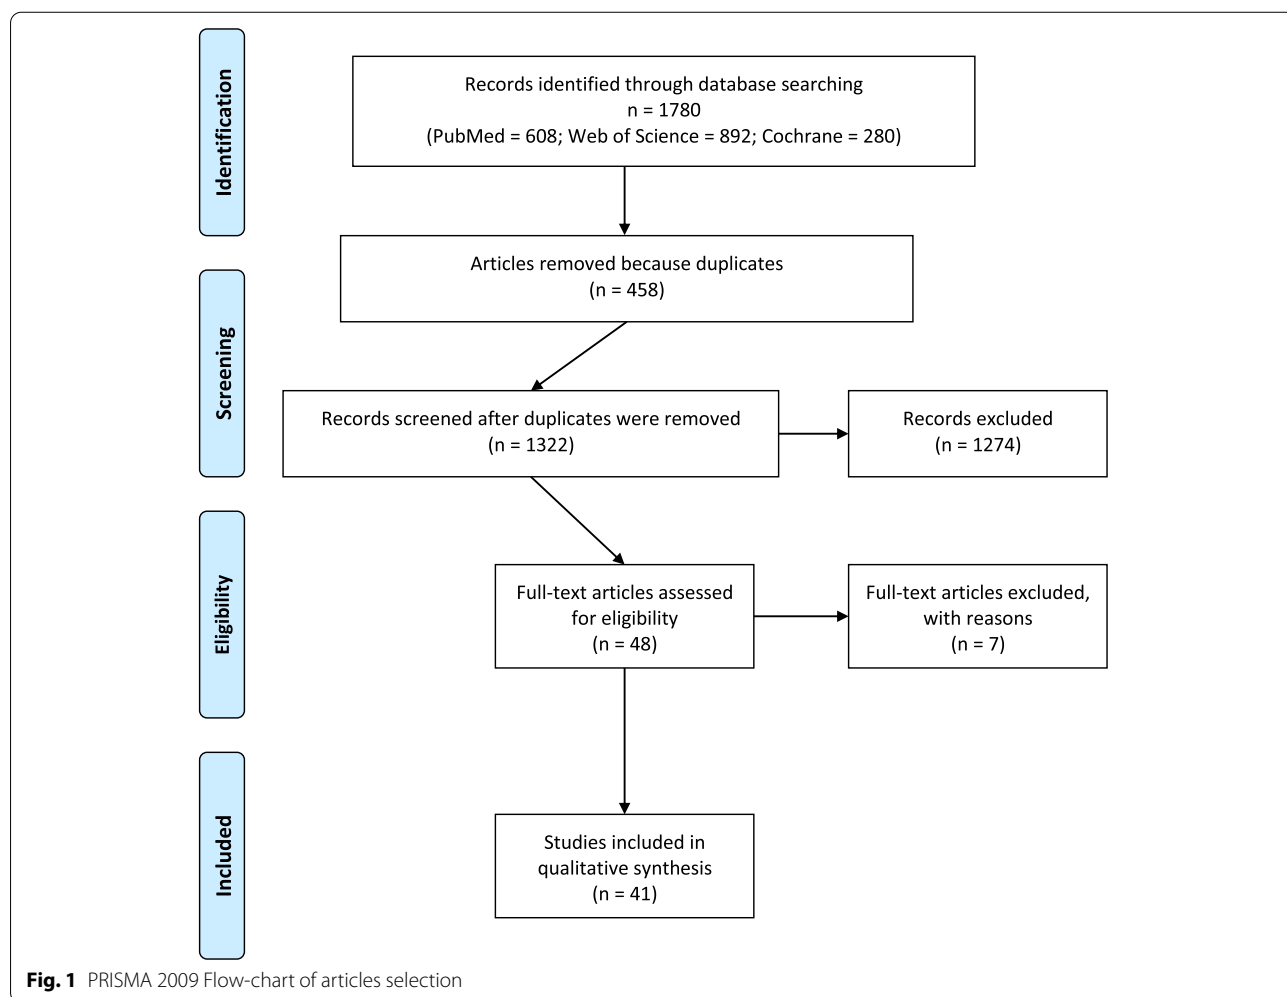 Identification
Records identified through database searching
n = 1780
(PubMed = 608; Web of Science = 892; Cochrane = 280)
Articles removed because duplicates
(n = 458)
Screening
Records screened after duplicates were removed
(n = 1322)
Records excluded
(n = 1274)
Eligibility
Full-text articles assessed
for eligibility
(n = 48)
Full-text articles excluded,
with reasons
(n = 7)
Included
Studies included in
qualitative synthesis
(n = 41)
Fig. 1 PRISMA 2009 Flow-chart of articles selection